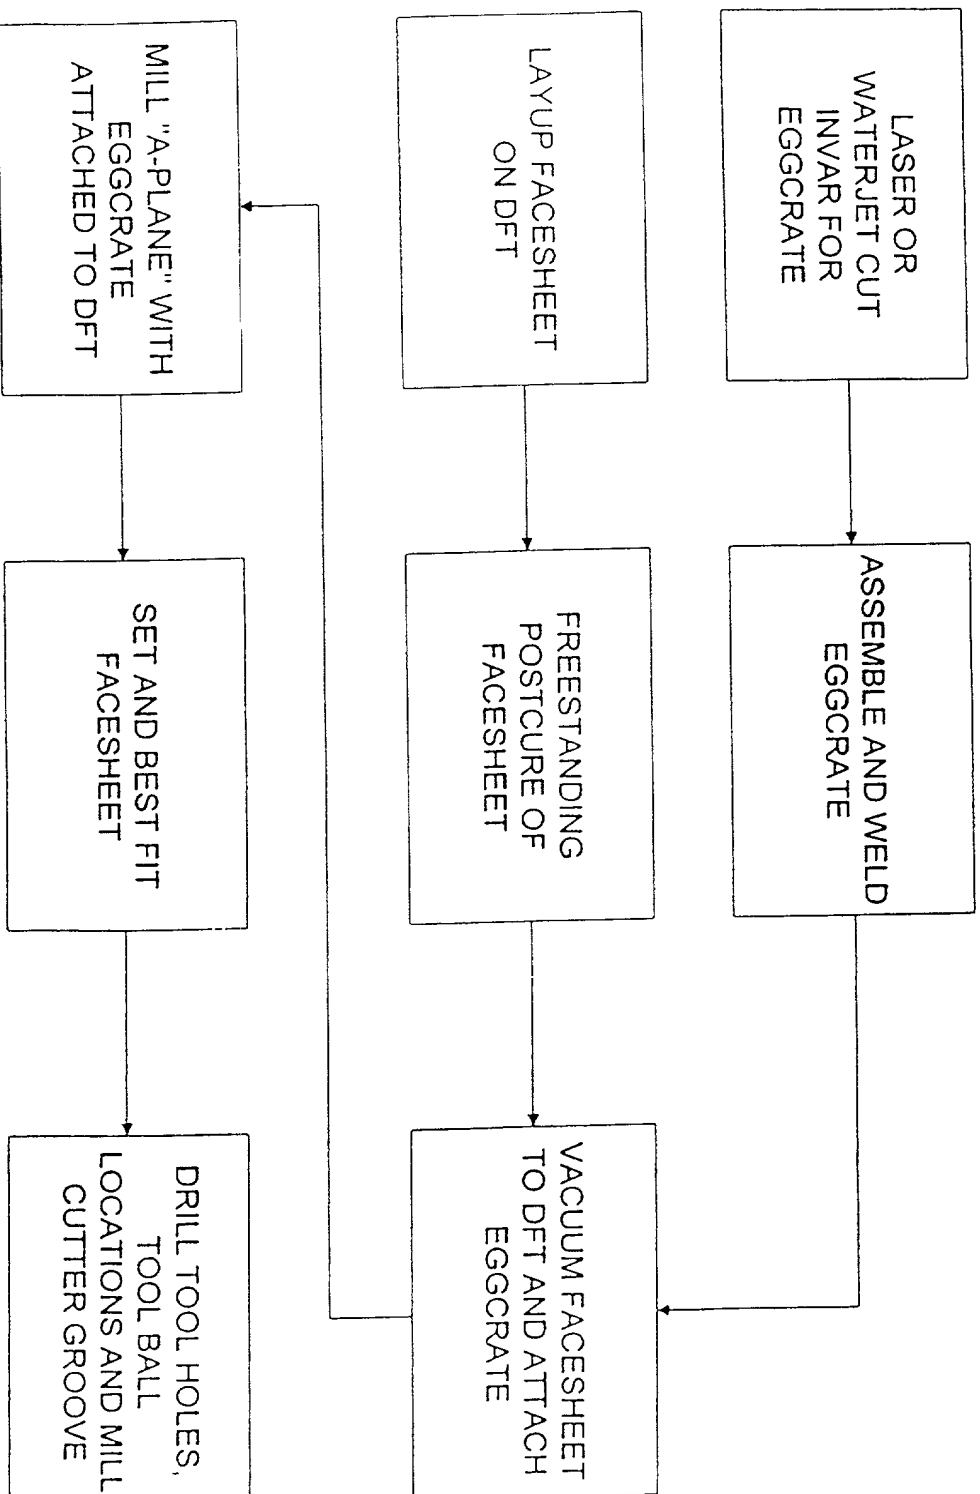 LASER OR
WATERJET CUT
INVAR FOR
EGGCRATE
ASSEMBLE AND WELD
EGGCRATE
LAYUP FACESHEET
ON DFT
FREESTANDING
POSTCURE OF
FACESHEET
VACUUM FACESHEET
TO DFT AND ATTACH
EGGCRATE
MILL "A-PLANE" WITH
EGGCRATE
ATTACHED TO DFT
SET AND BEST FIT
FACESHEET
DRILL TOOL HOLES,
TOOL BALL
LOCATIONS AND MILL
CUTTER GROOVE